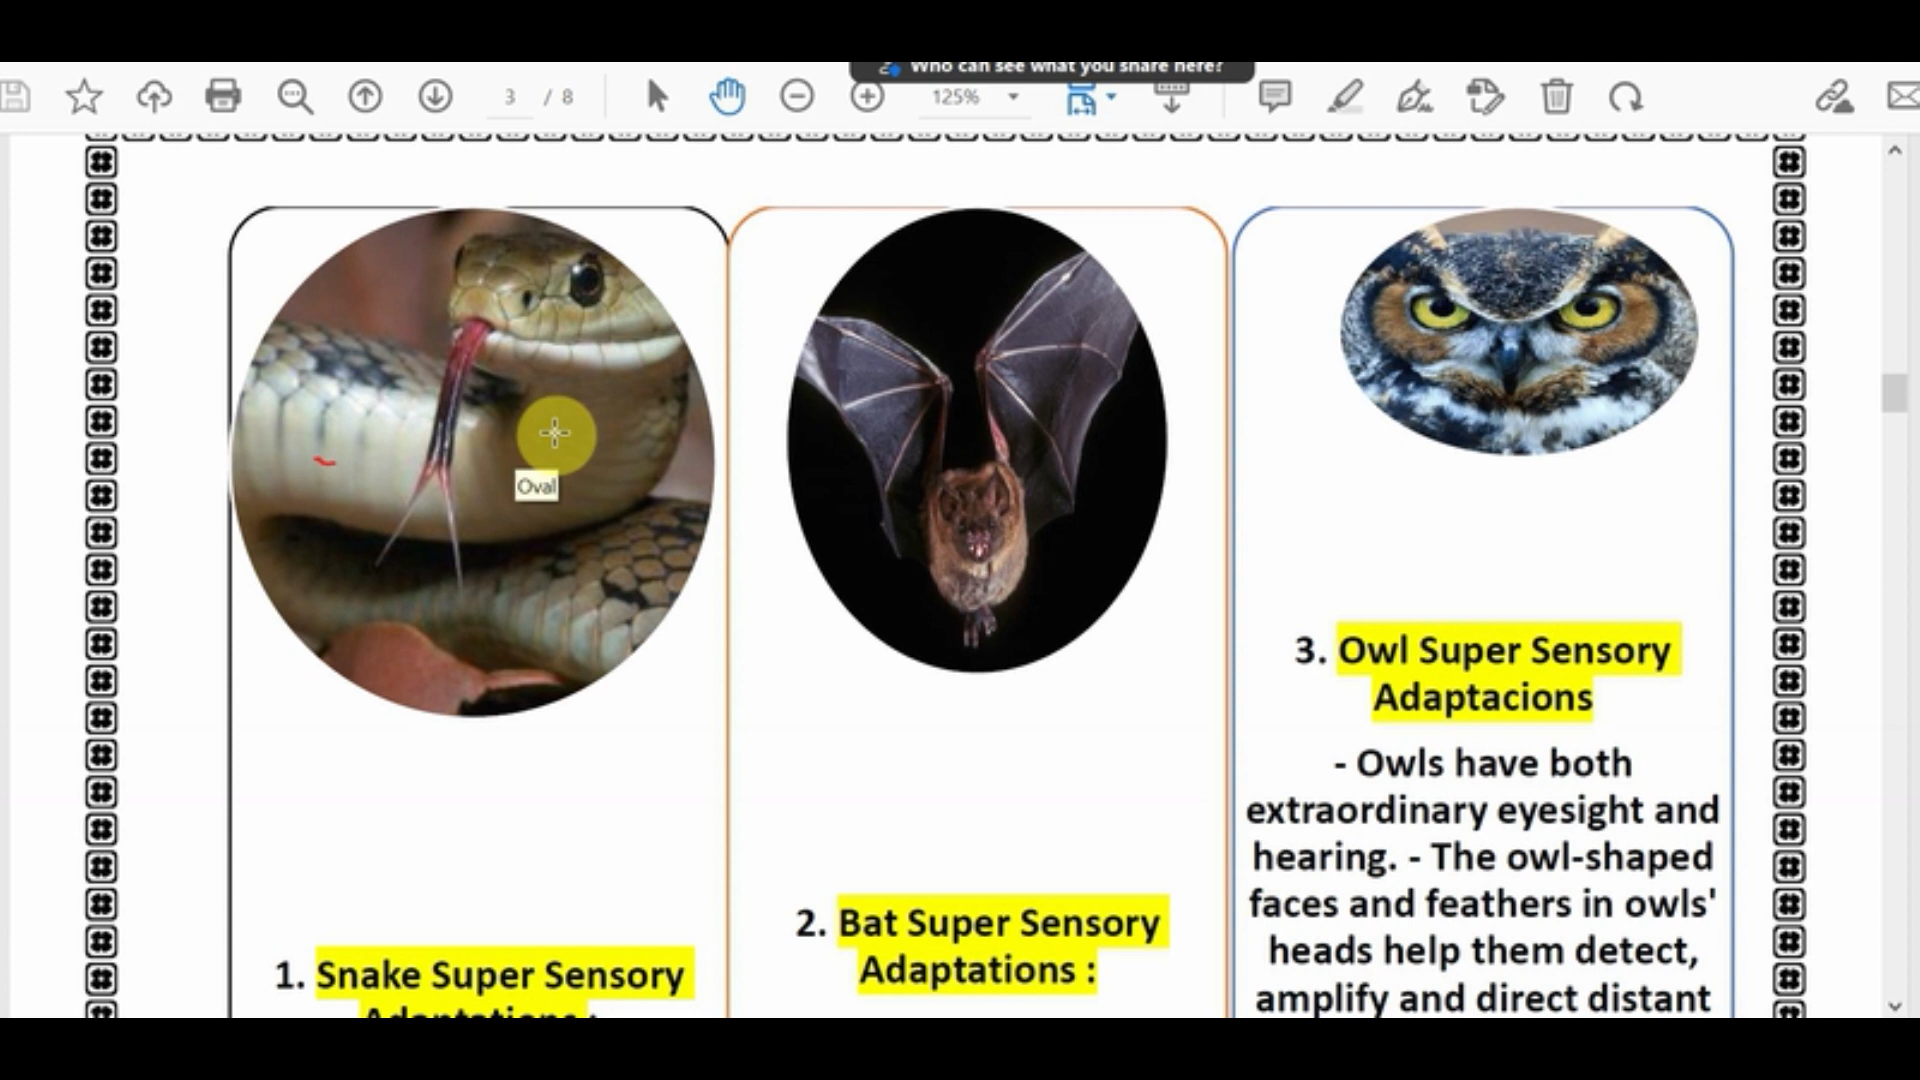 Who can see what you share here?
3 / 8
125%
Oval
1. Snake Super Sensory
Adaptations :
2. Bat Super Sensory
Adaptations :
3. Owl Super Sensory
Adaptacions
- Owls have both
extraordinary eyesight and
hearing. - The owl-shaped
faces and feathers in owls'
heads help them detect,
amplify and direct distant